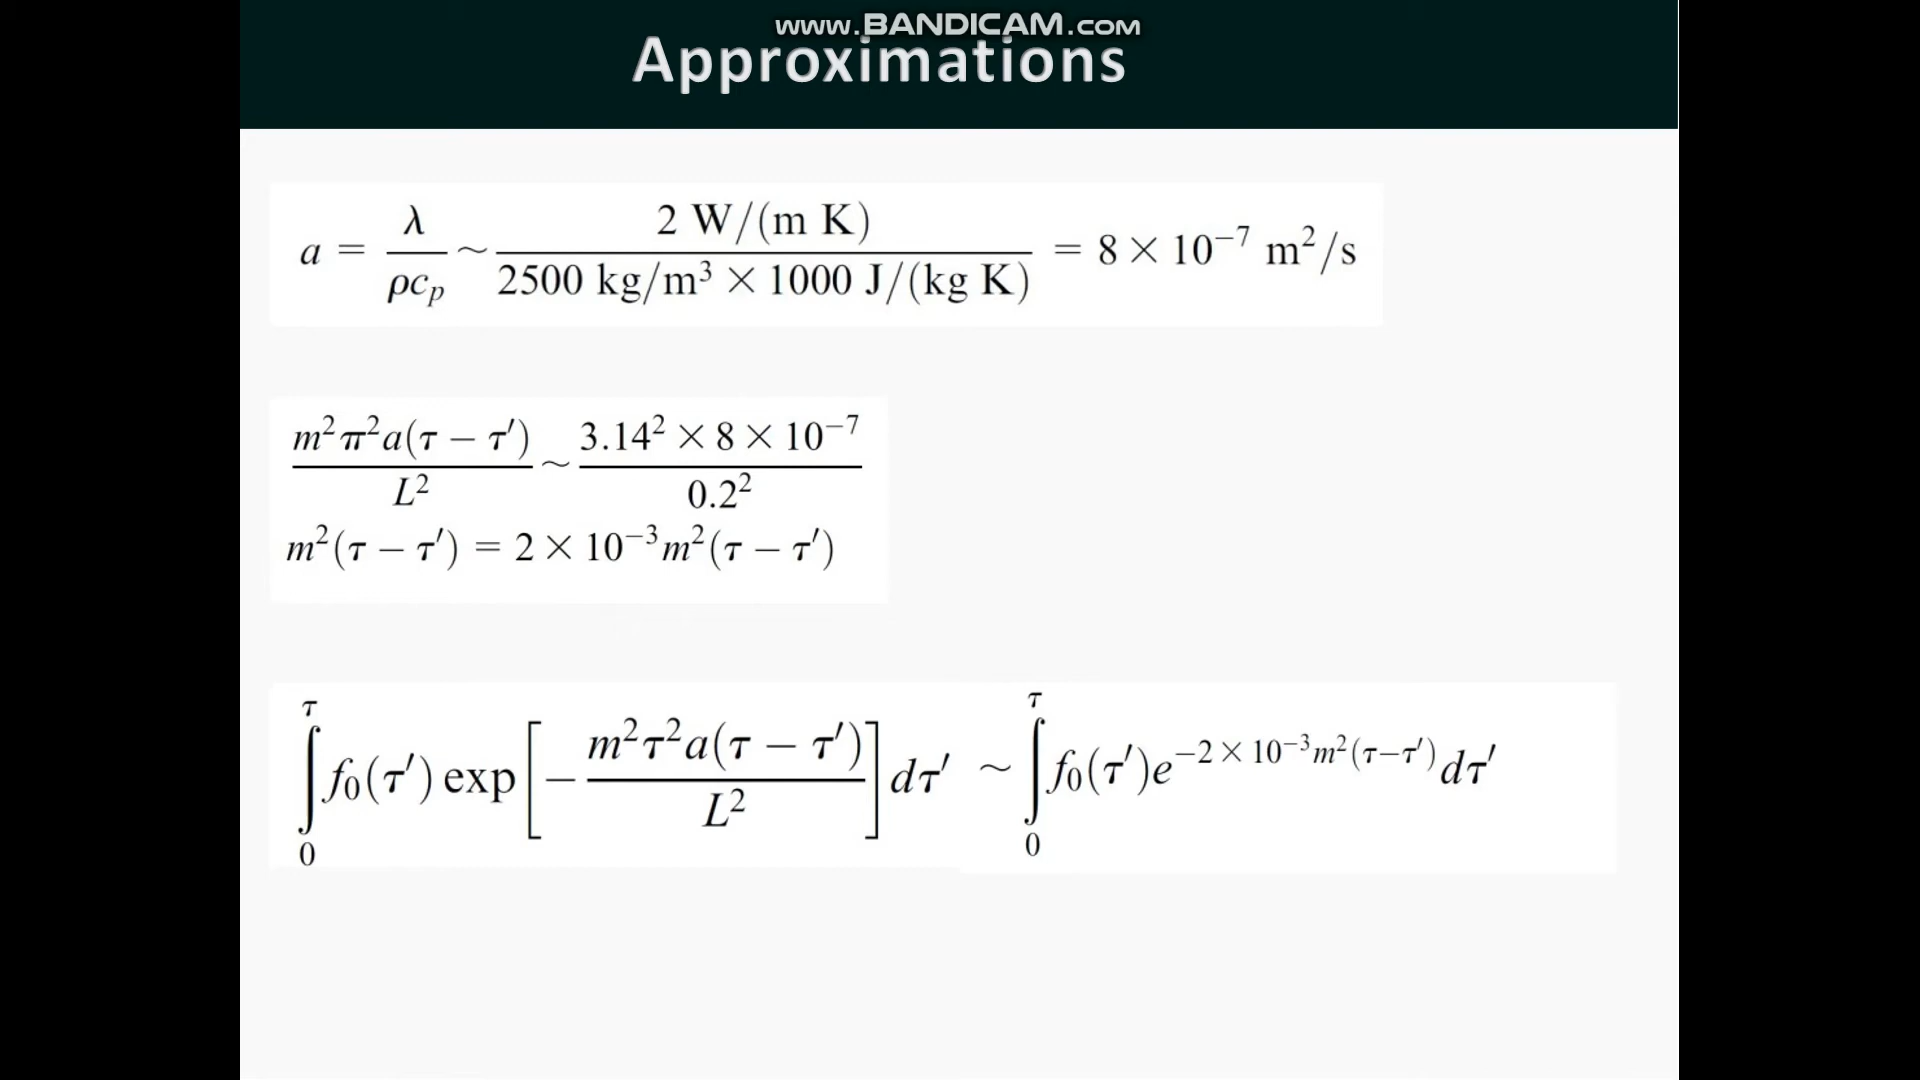 www.BANDICAM.com
Approximations
a = λ/ρc_p ~ 2 W/(m K)/2500 kg/m³ × 1000 J/(kg K) = 8 × 10⁻⁷ m²/s
m²π²a(τ − τ′)/L² ~ 3.14² × 8 × 10⁻⁷/0.2²
m²(τ − τ′) = 2 × 10⁻³m²(τ − τ′)
∫₀^τ f₀(τ′) exp[−m²τ²a(τ − τ′)/L²] dτ′ ~ ∫₀^τ f₀(τ′)e^{−2 × 10⁻³m²(τ−τ′)} dτ′